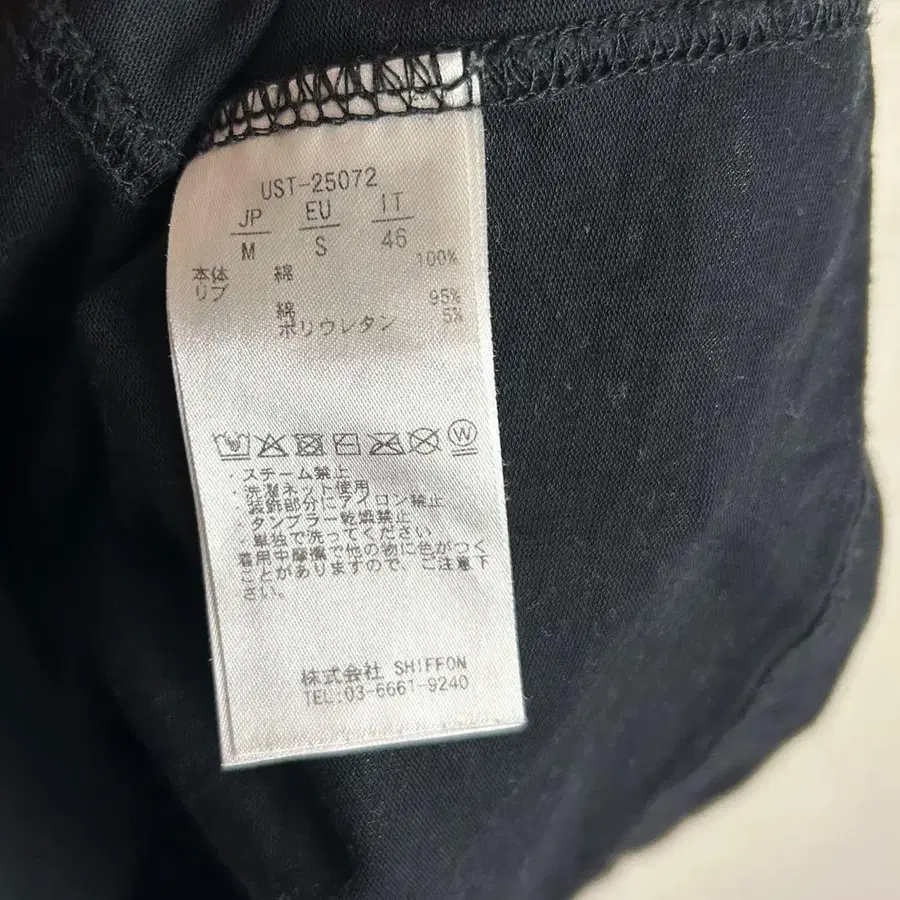 UST-25072
JP EU IT
M S 46
本体 綿 100%
リブ
綿 95%
ポリウレタン 5%
W
・スチーム禁止
・洗濯ネット使用
・装飾部分にアイロン禁止
・タンブラー乾燥禁止
・単独で洗ってください
着用中摩擦で他の物に色がつく
ことがありますので、ご注意下
さい。
株式会社 SHIFFON
TEL:03-6661-9240